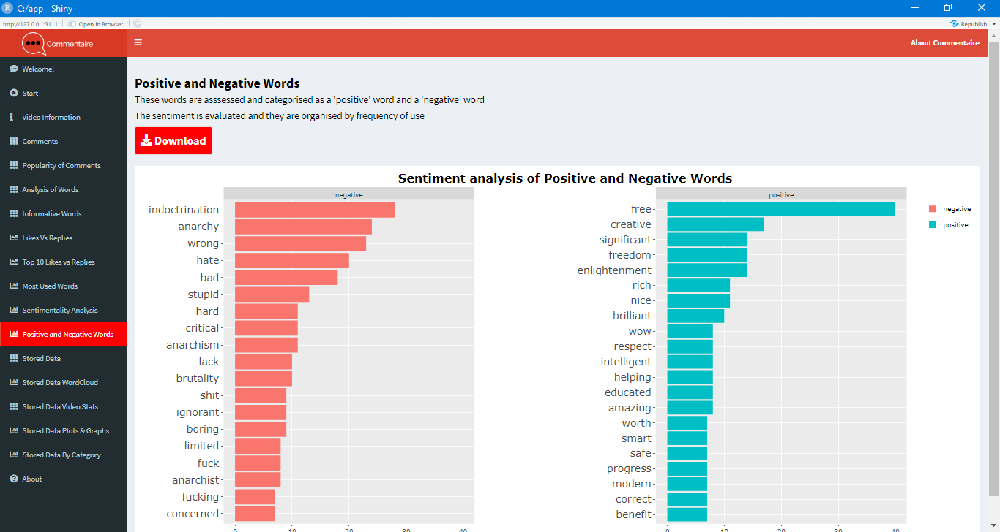 C:/app - Shiny
http://127.0.0.1:3111
Open in Browser
Republish
Commentaire
About Commentaire
Welcome!
Start
Video Information
Comments
Popularity of Comments
Analysis of Words
Informative Words
Likes Vs Replies
Top 10 Likes vs Replies
Most Used Words
Sentimentality Analysis
Positive and Negative Words
Stored Data
Stored Data WordCloud
Stored Data Video Stats
Stored Data Plots & Graphs
Stored Data By Category
About
Positive and Negative Words
These words are asssessed and categorised as a 'positive' word and a 'negative' word
The sentiment is evaluated and they are organised by frequency of use
Download
Sentiment analysis of Positive and Negative Words
negative
indoctrination
anarchy
wrong
hate
bad
stupid
hard
critical
anarchism
lack
brutality
shit
ignorant
boring
limited
fuck
anarchist
fucking
concerned
0 10 20 30 40
positive
free
creative
significant
freedom
enlightenment
rich
nice
brilliant
wow
respect
intelligent
helping
educated
amazing
worth
smart
safe
progress
modern
correct
benefit
0 10 20 30 40
negative
positive